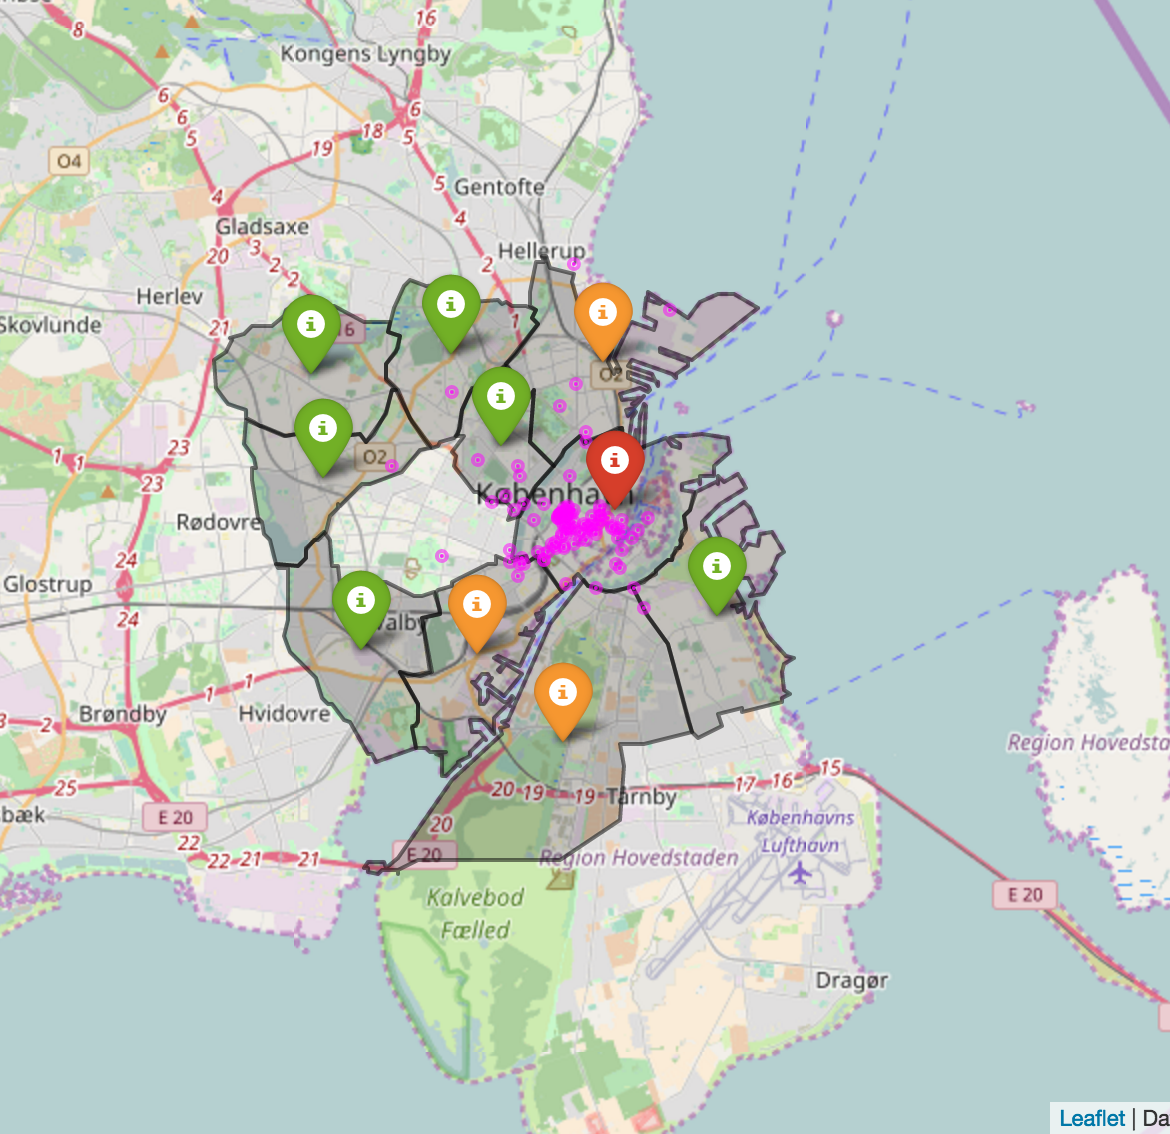 8
16
Kongens Lyngby
6
6
5
6
5
18
19
O4
5
4
Gentofte
4
Gladsaxe
3
2
2
20
Hellerup
2
Herlev
21
Skovlunde
16
1
O2
O2
København
23
1
1
23
Rødovre
24
Glostrup
24
Valby
1
1
Brøndby
Hvidovre
3
2
Region Hovedsta
25
20
19
19
Tårnby
17
16
15
bæk
E 20
20
Københavns
Lufthavn
22
22
21
21
E 20
Region Hovedstaden
Kalvebod
Fælled
E 20
Dragør
Leaflet | Da